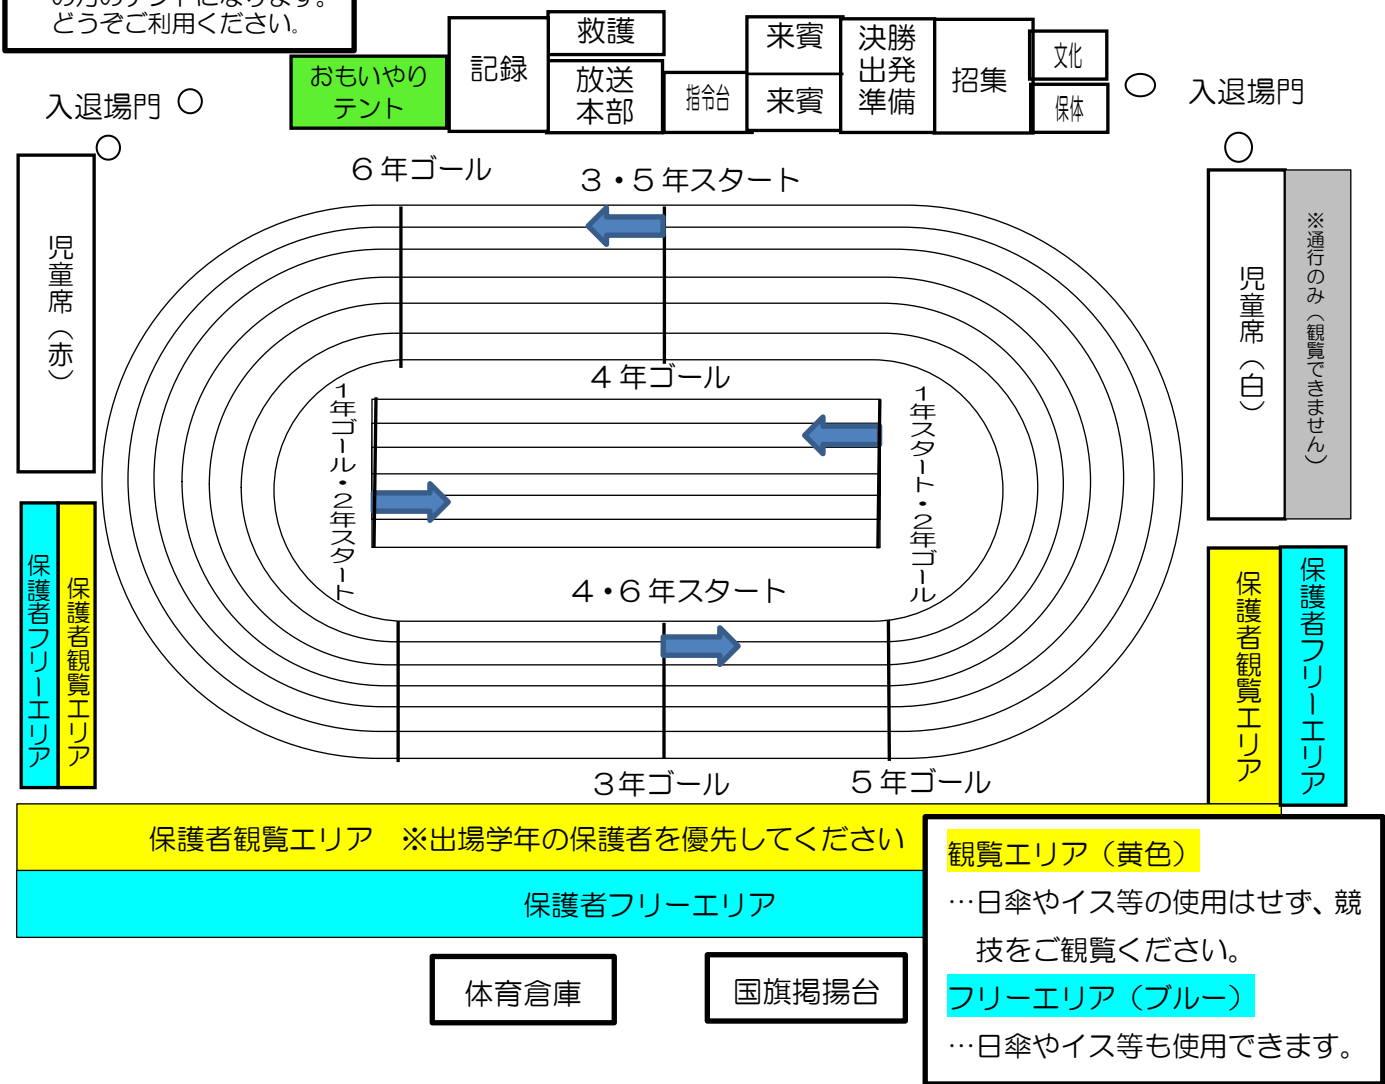 の方のテントになります。
どうぞご利用ください。
入退場門
おもいやり
テント
記録
救護
放送
本部
指令台
来賓
来賓
決勝
出発
準備
招集
文化
保体
入退場門
6年ゴール
3・5年スタート
児童席（赤）
児童席（白）
※通行のみ（観覧できません）
4年ゴール
1年ゴール・2年スタート
1年スタート・2年ゴール
4・6年スタート
保護者フリーエリア
保護者観覧エリア
保護者観覧エリア
保護者フリーエリア
3年ゴール
5年ゴール
保護者観覧エリア　※出場学年の保護者を優先してください
保護者フリーエリア
観覧エリア（黄色）
…日傘やイス等の使用はせず、競
技をご観覧ください。
フリーエリア（ブルー）
…日傘やイス等も使用できます。
体育倉庫
国旗掲揚台